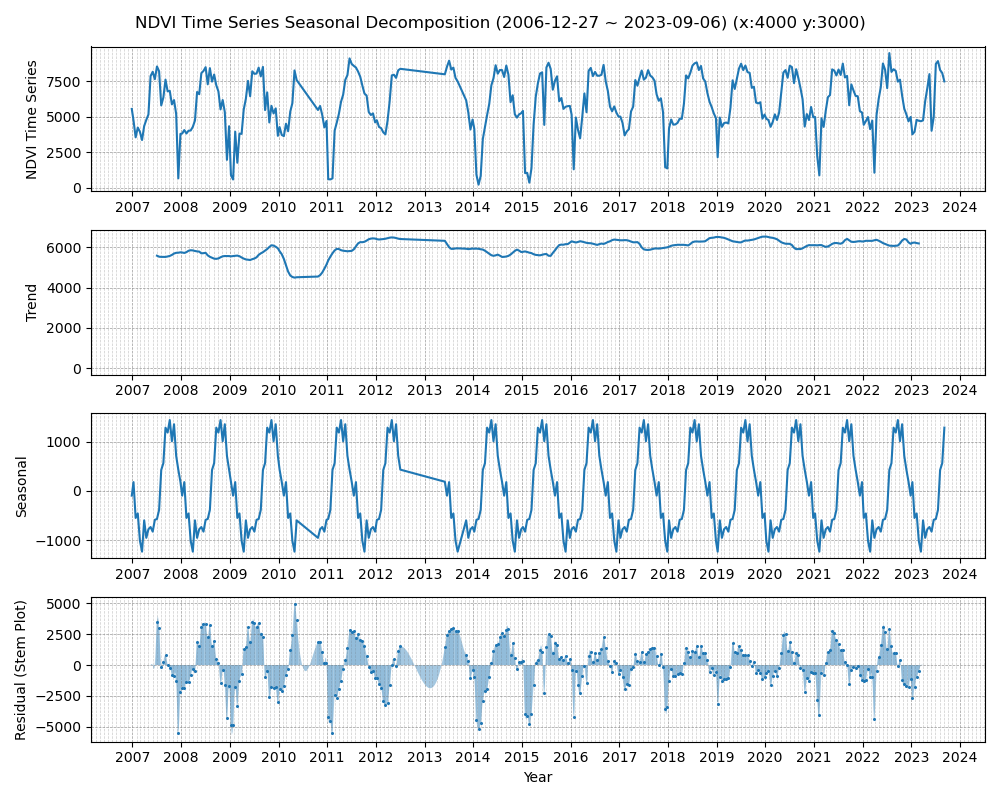 NDVI Time Series Seasonal Decomposition (2006-12-27 ~ 2023-09-06) (x:4000 y:3000)
NDVI Time Series
7500
5000
2500
0
2007 2008 2009 2010 2011 2012 2013 2014 2015 2016 2017 2018 2019 2020 2021 2022 2023 2024
Trend
6000
4000
2000
0
2007 2008 2009 2010 2011 2012 2013 2014 2015 2016 2017 2018 2019 2020 2021 2022 2023 2024
Seasonal
1000
0
−1000
2007 2008 2009 2010 2011 2012 2013 2014 2015 2016 2017 2018 2019 2020 2021 2022 2023 2024
Residual (Stem Plot)
5000
2500
0
−2500
−5000
2007 2008 2009 2010 2011 2012 2013 2014 2015 2016 2017 2018 2019 2020 2021 2022 2023 2024
Year